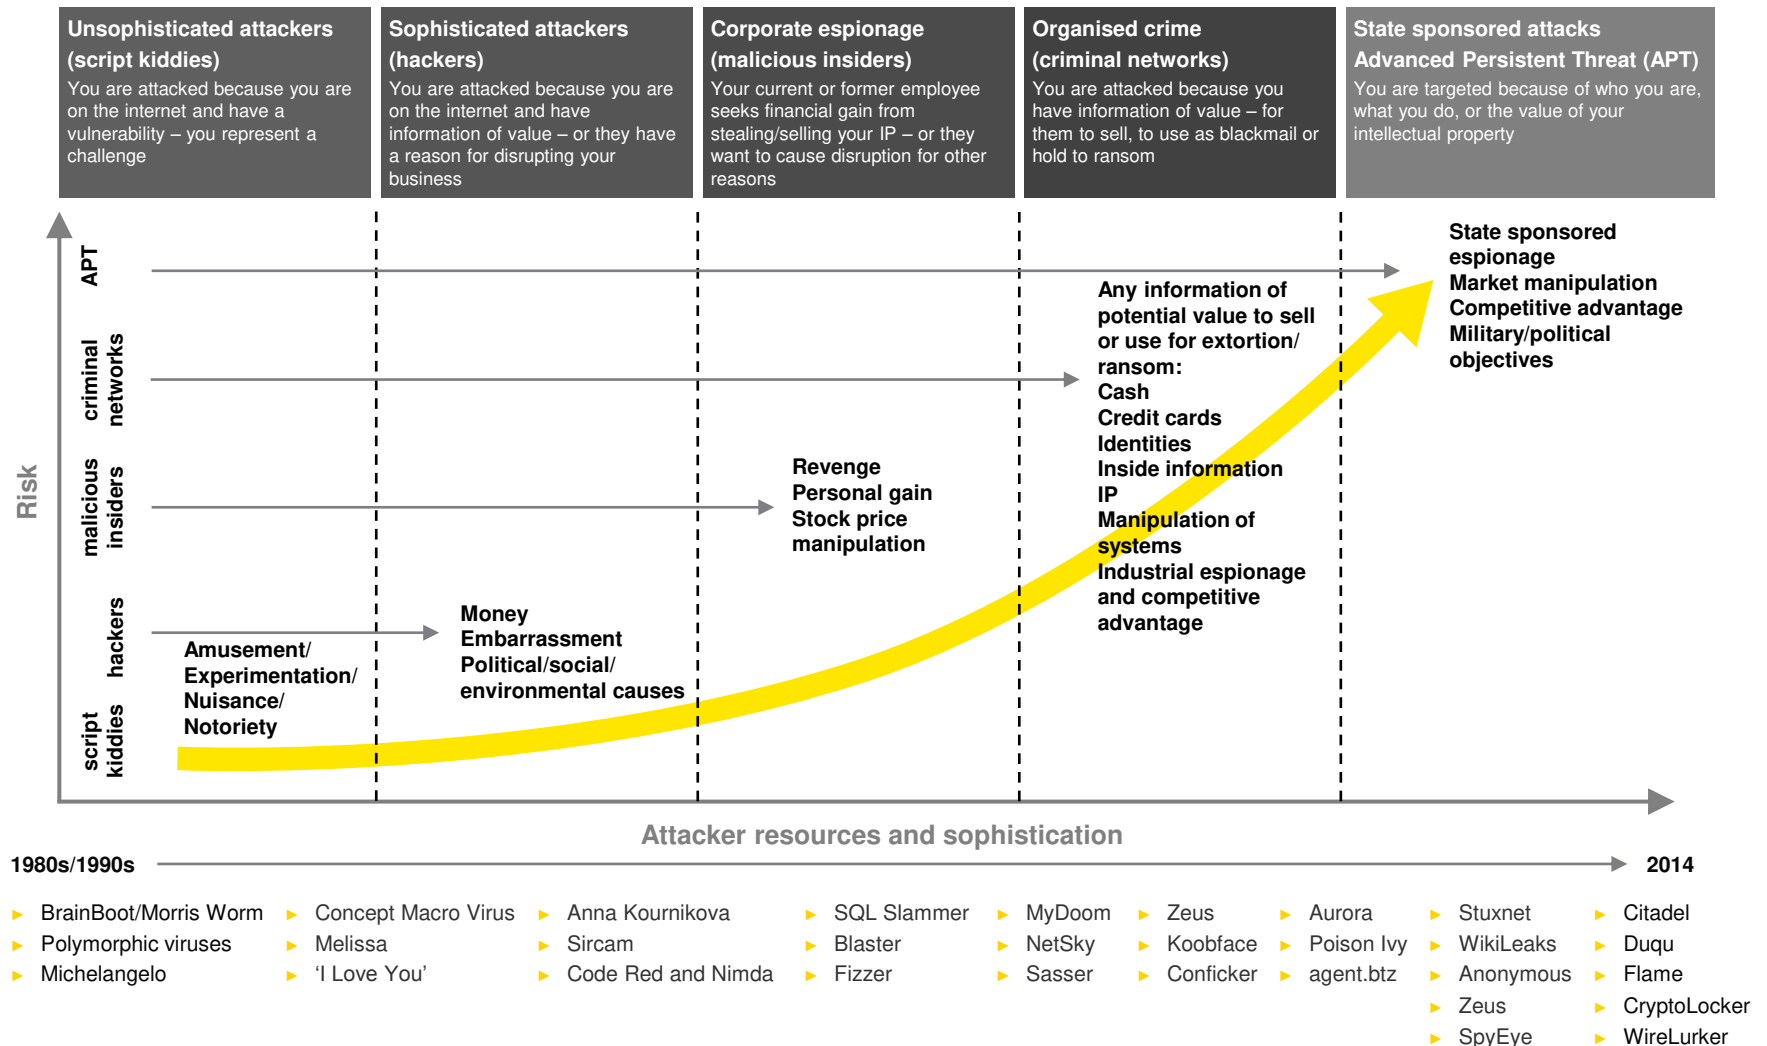 Unsophisticated attackers
(script kiddies)
You are attacked because you are
on the internet and have a
vulnerability – you represent a
challenge
Sophisticated attackers
(hackers)
You are attacked because you are
on the internet and have
information of value – or they have
a reason for disrupting your
business
Corporate espionage
(malicious insiders)
Your current or former employee
seeks financial gain from
stealing/selling your IP – or they
want to cause disruption for other
reasons
Organised crime
(criminal networks)
You are attacked because you
have information of value – for
them to sell, to use as blackmail or
hold to ransom
State sponsored attacks
Advanced Persistent Threat (APT)
You are targeted because of who you are,
what you do, or the value of your
intellectual property
Risk
APT
criminal
networks
malicious
insiders
hackers
script
kiddies
Amusement/
Experimentation/
Nuisance/
Notoriety
Money
Embarrassment
Political/social/
environmental causes
Revenge
Personal gain
Stock price
manipulation
Any information of
potential value to sell
or use for extortion/
ransom:
Cash
Credit cards
Identities
Inside information
IP
Manipulation of
systems
Industrial espionage
and competitive
advantage
State sponsored
espionage
Market manipulation
Competitive advantage
Military/political
objectives
Attacker resources and sophistication
1980s/1990s
2014
► BrainBoot/Morris Worm
► Polymorphic viruses
► Michelangelo
► Concept Macro Virus
► Melissa
► ‘I Love You’
► Anna Kournikova
► Sircam
► Code Red and Nimda
► SQL Slammer
► Blaster
► Fizzer
► MyDoom
► NetSky
► Sasser
► Zeus
► Koobface
► Conficker
► Aurora
► Poison Ivy
► agent.btz
► Stuxnet
► WikiLeaks
► Anonymous
► Zeus
► SpyEye
► Citadel
► Duqu
► Flame
► CryptoLocker
► WireLurker